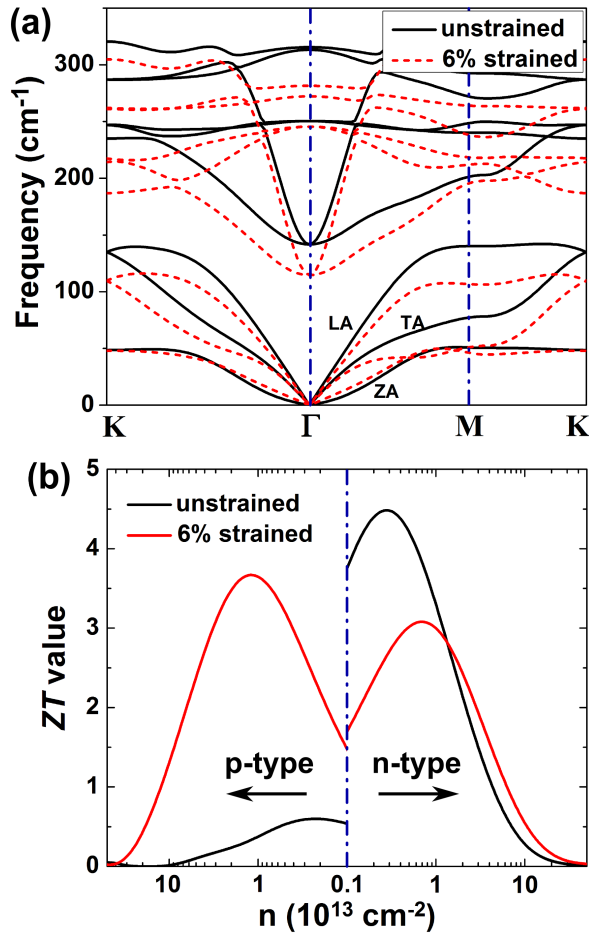 (a)
unstrained
6% strained
Frequency (cm⁻¹)
300
200
100
0
LA
TA
ZA
K
Γ
M
K
(b)
unstrained
6% strained
ZT value
5
4
3
2
1
0
p-type
n-type
10
1
0.1
1
10
n (10¹³ cm⁻²)